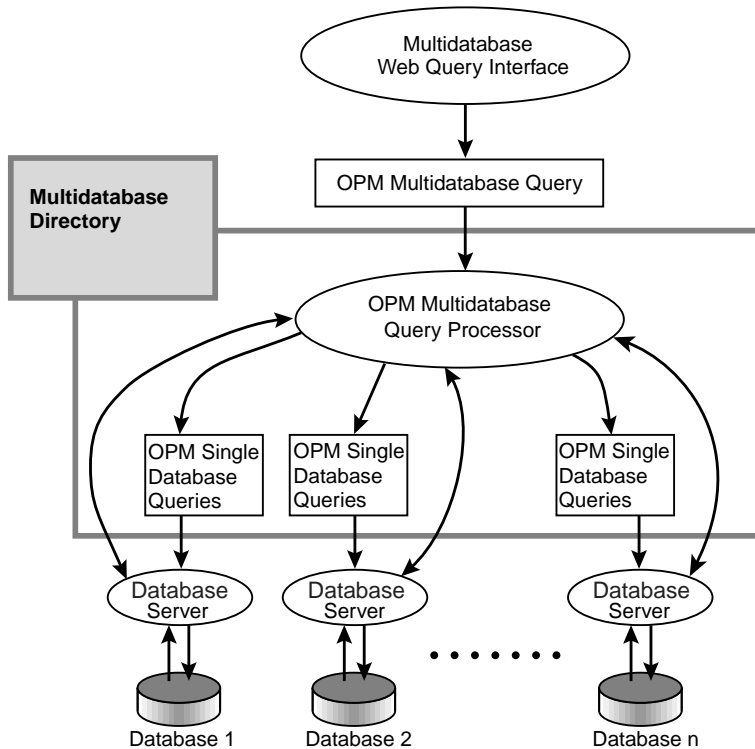 Multidatabase
Web Query Interface
OPM Multidatabase Query
Multidatabase
Directory
OPM Multidatabase
Query Processor
OPM Single
Database
Queries
OPM Single
Database
Queries
OPM Single
Database
Queries
Database
Server
Database
Server
Database
Server
Database 1
Database 2
Database n